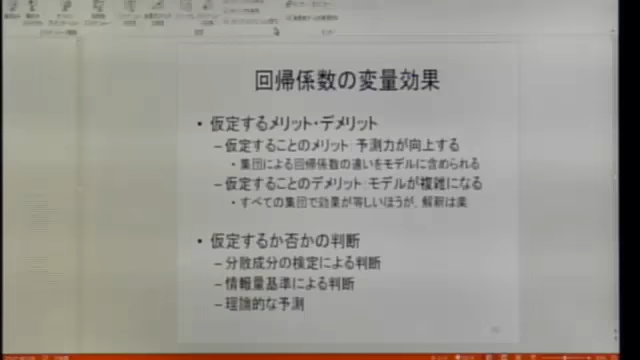 回帰係数の変量効果
• 仮定するメリット・デメリット
–仮定することのメリット:予測力が向上する
• 集団による回帰係数の違いをモデルに含められる
–仮定することのデメリット:モデルが複雑になる
• すべての集団で効果が等しいほうが、解釈は楽
• 仮定するか否かの判断
–分散成分の検定による判断
–情報量基準による判断
–理論的な予測